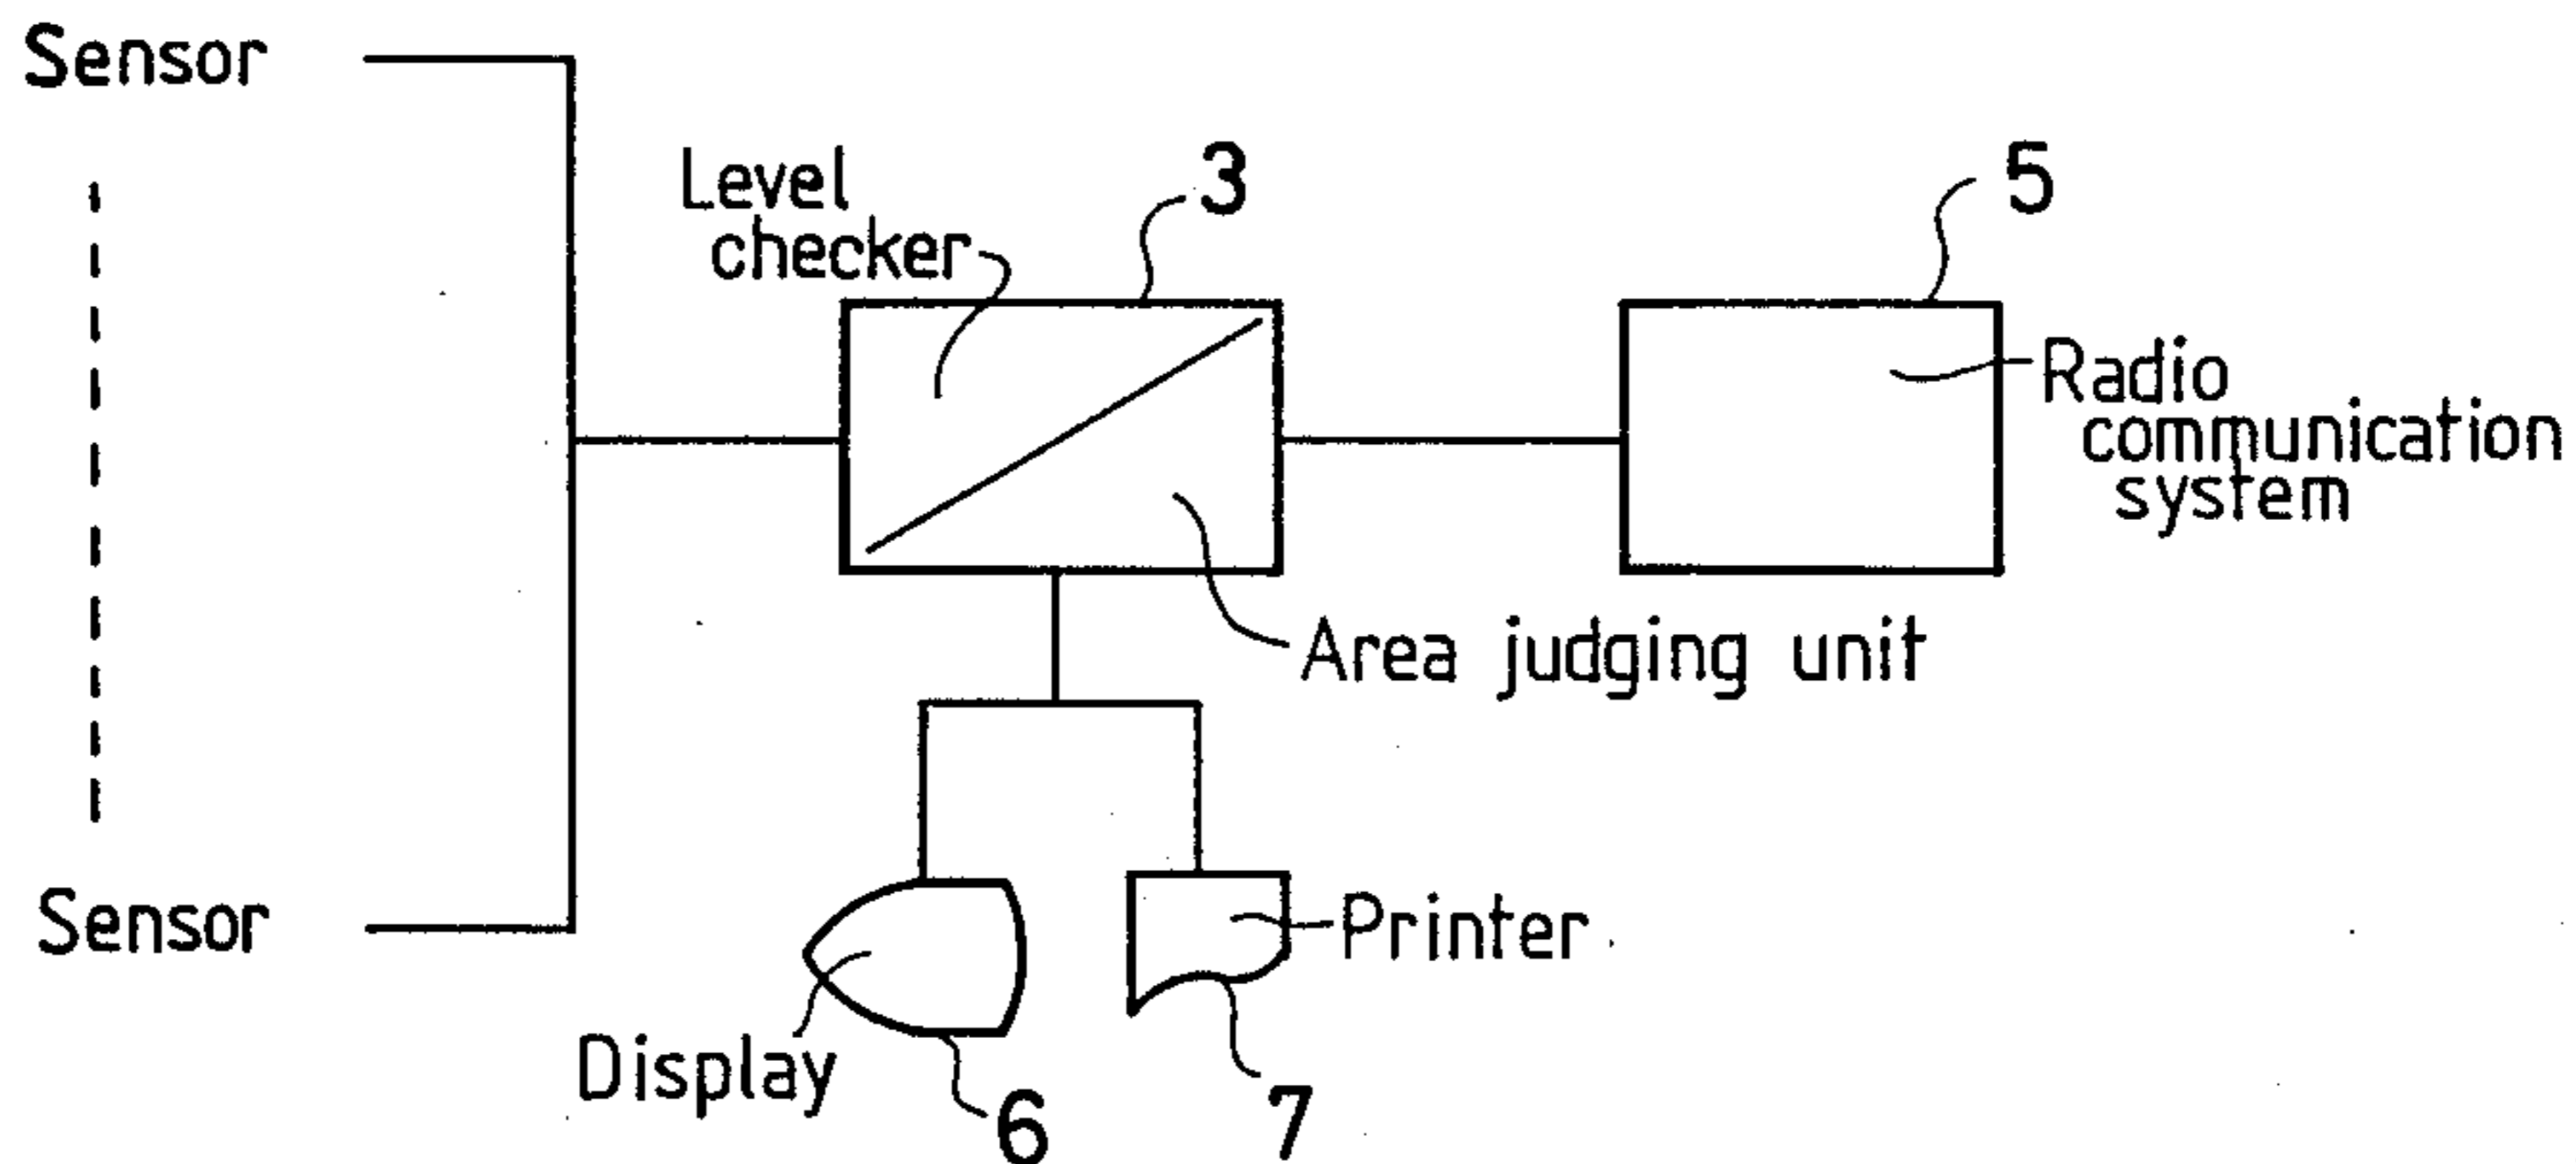 Sensor
Level
checker
3
5
Radio
communication
system
Area judging unit
Sensor
Printer
Display
6
7